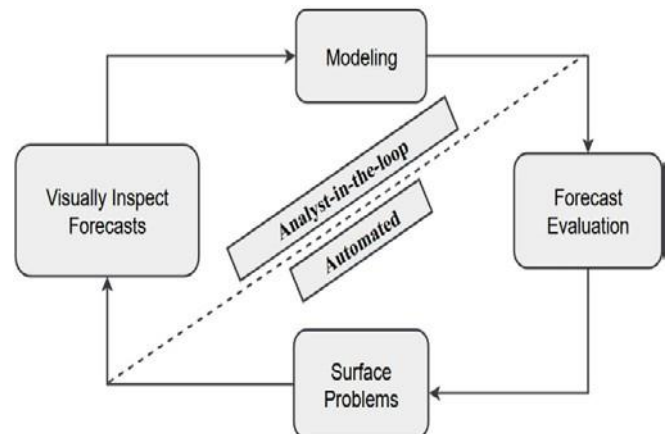 Modeling
Visually Inspect
Forecasts
Analyst-in-the-loop
Automated
Forecast
Evaluation
Surface
Problems